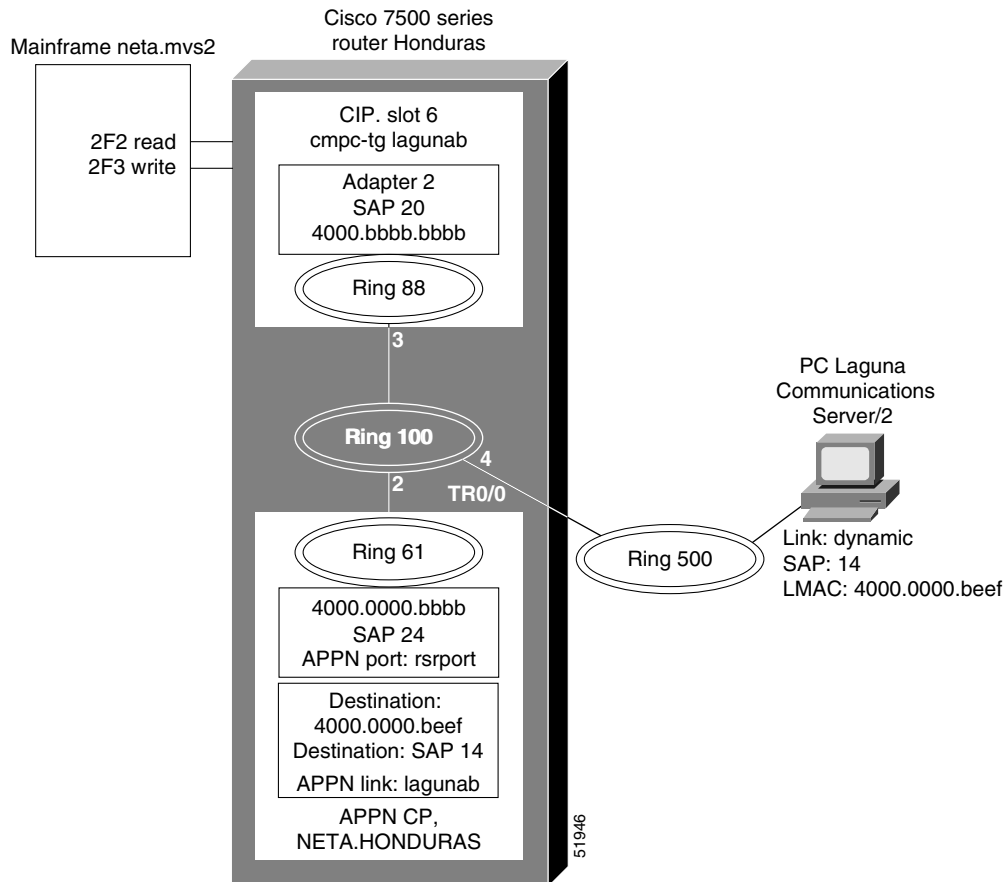 Cisco 7500 series
router Honduras
Mainframe neta.mvs2
2F2 read
2F3 write
CIP. slot 6
cmpc-tg lagunab
Adapter 2
SAP 20
4000.bbbb.bbbb
Ring 88
3
Ring 100
4
2
TR0/0
PC Laguna
Communications
Server/2
Link: dynamic
SAP: 14
LMAC: 4000.0000.beef
Ring 500
Ring 61
4000.0000.bbbb
SAP 24
APPN port: rsrport
Destination:
4000.0000.beef
Destination: SAP 14
APPN link: lagunab
APPN CP,
NETA.HONDURAS
51946